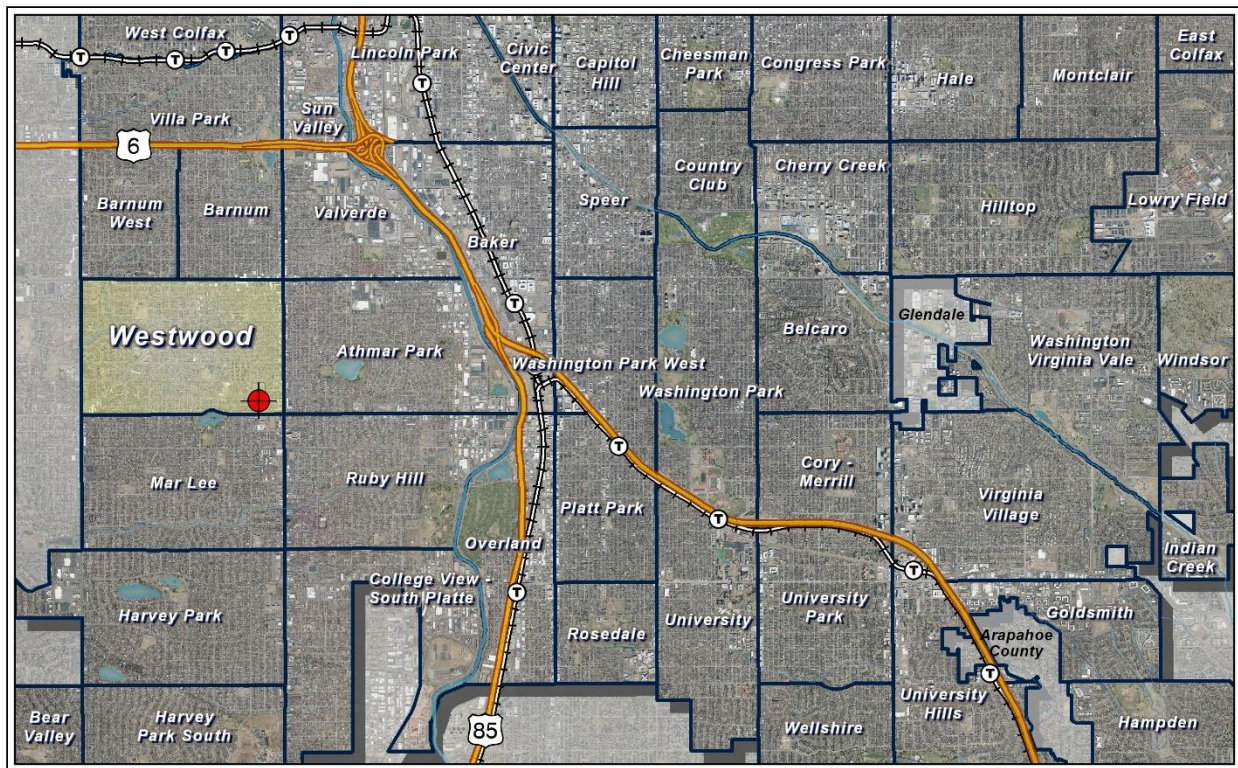 West Colfax
Lincoln Park
Civic
Center
Capitol
Hill
Cheesman
Park
Congress Park
Hale
Montclair
East
Colfax
Villa Park
Sun
Valley
6
Barnum
West
Barnum
Valverde
Baker
Speer
Country
Club
Cherry Creek
Hilltop
Lowry Field
Westwood
Athmar Park
Washington Park West
Washington Park
Belcaro
Glendale
Washington
Virginia Vale
Windsor
Mar Lee
Ruby Hill
Overland
Platt Park
Cory -
Merrill
Virginia
Village
Indian
Creek
Harvey Park
College View -
South Platte
Rosedale
University
University
Park
Goldsmith
Arapahoe
County
Bear
Valley
Harvey
Park South
85
Wellshire
University
Hills
Hampden
T
T
T
T
T
T
T
T
T
T
T